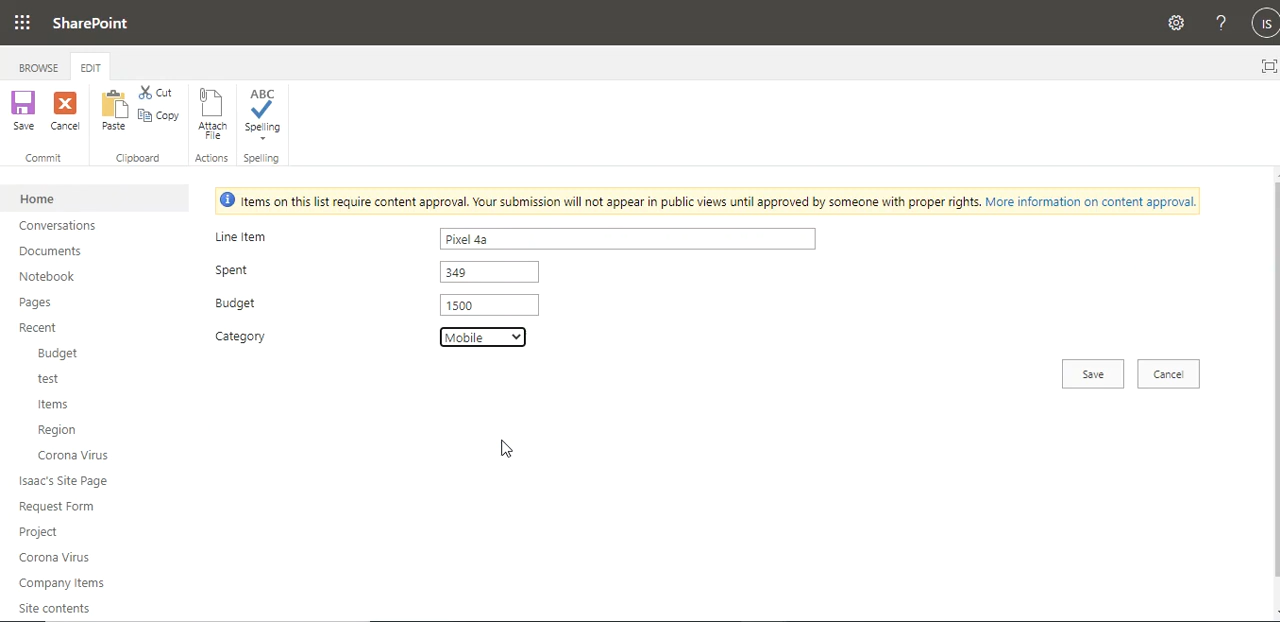 SharePoint
?
IS
BROWSE
EDIT
Save
Cancel
Paste
Cut
Copy
Attach
File
ABC
Spelling
Commit
Clipboard
Actions
Spelling
Home
Conversations
Documents
Notebook
Pages
Recent
Budget
test
Items
Region
Corona Virus
Isaac's Site Page
Request Form
Project
Corona Virus
Company Items
Site contents
Items on this list require content approval. Your submission will not appear in public views until approved by someone with proper rights. More information on content approval.
Line Item
Pixel 4a
Spent
349
Budget
1500
Category
Mobile
Save
Cancel